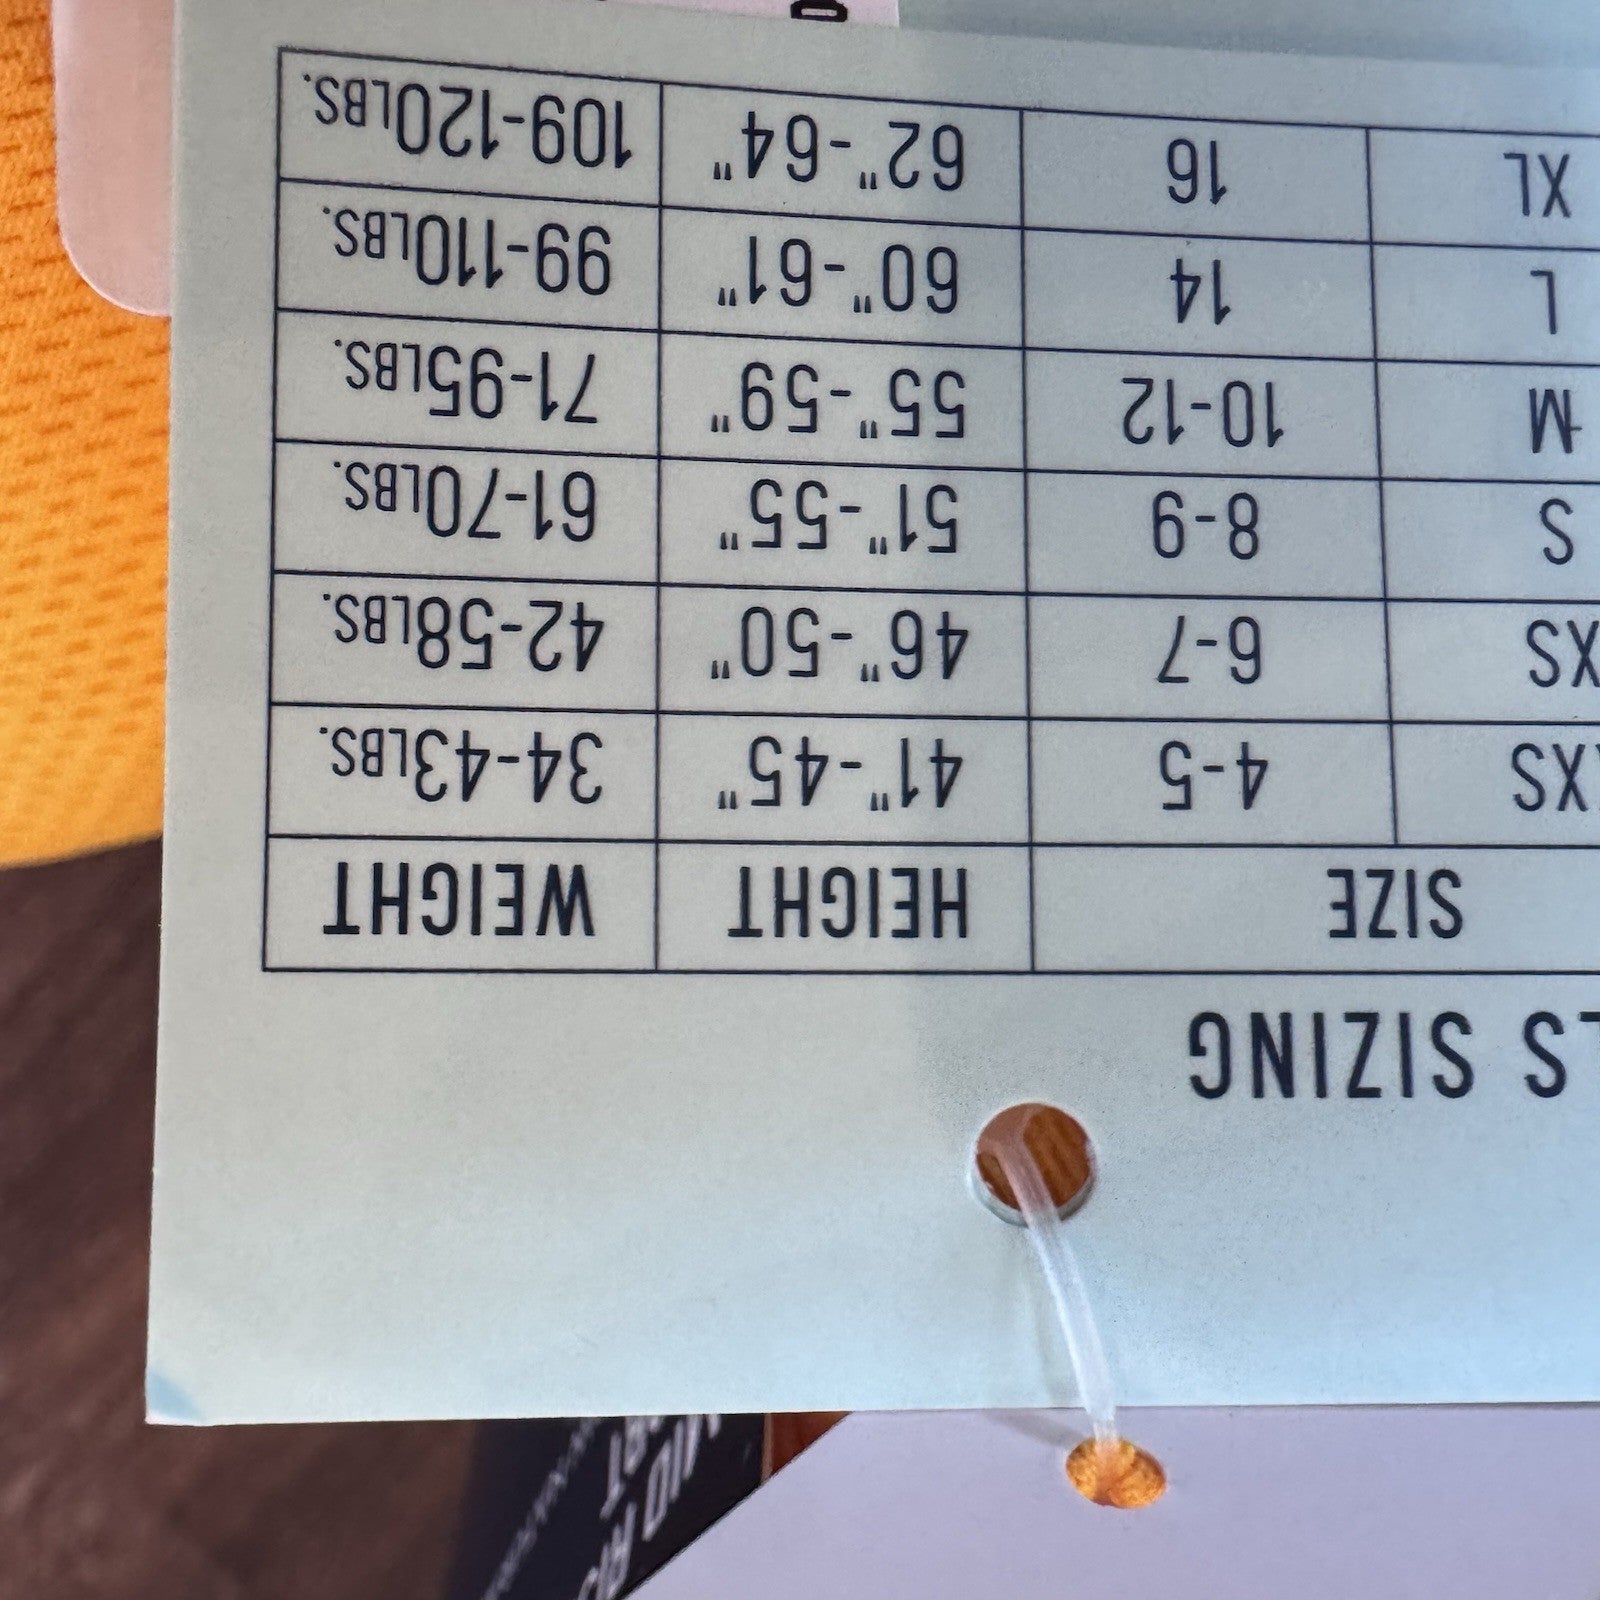 LS SIZING
SIZE HEIGHT WEIGHT
XS 4-5 41"-45" 34-43LBS.
XS 6-7 46"-50" 42-58LBS.
S 8-9 51"-55" 61-70LBS.
M 10-12 55"-59" 71-95LBS.
L 14 60"-61" 99-110LBS.
XL 16 62"-64" 109-120LBS.